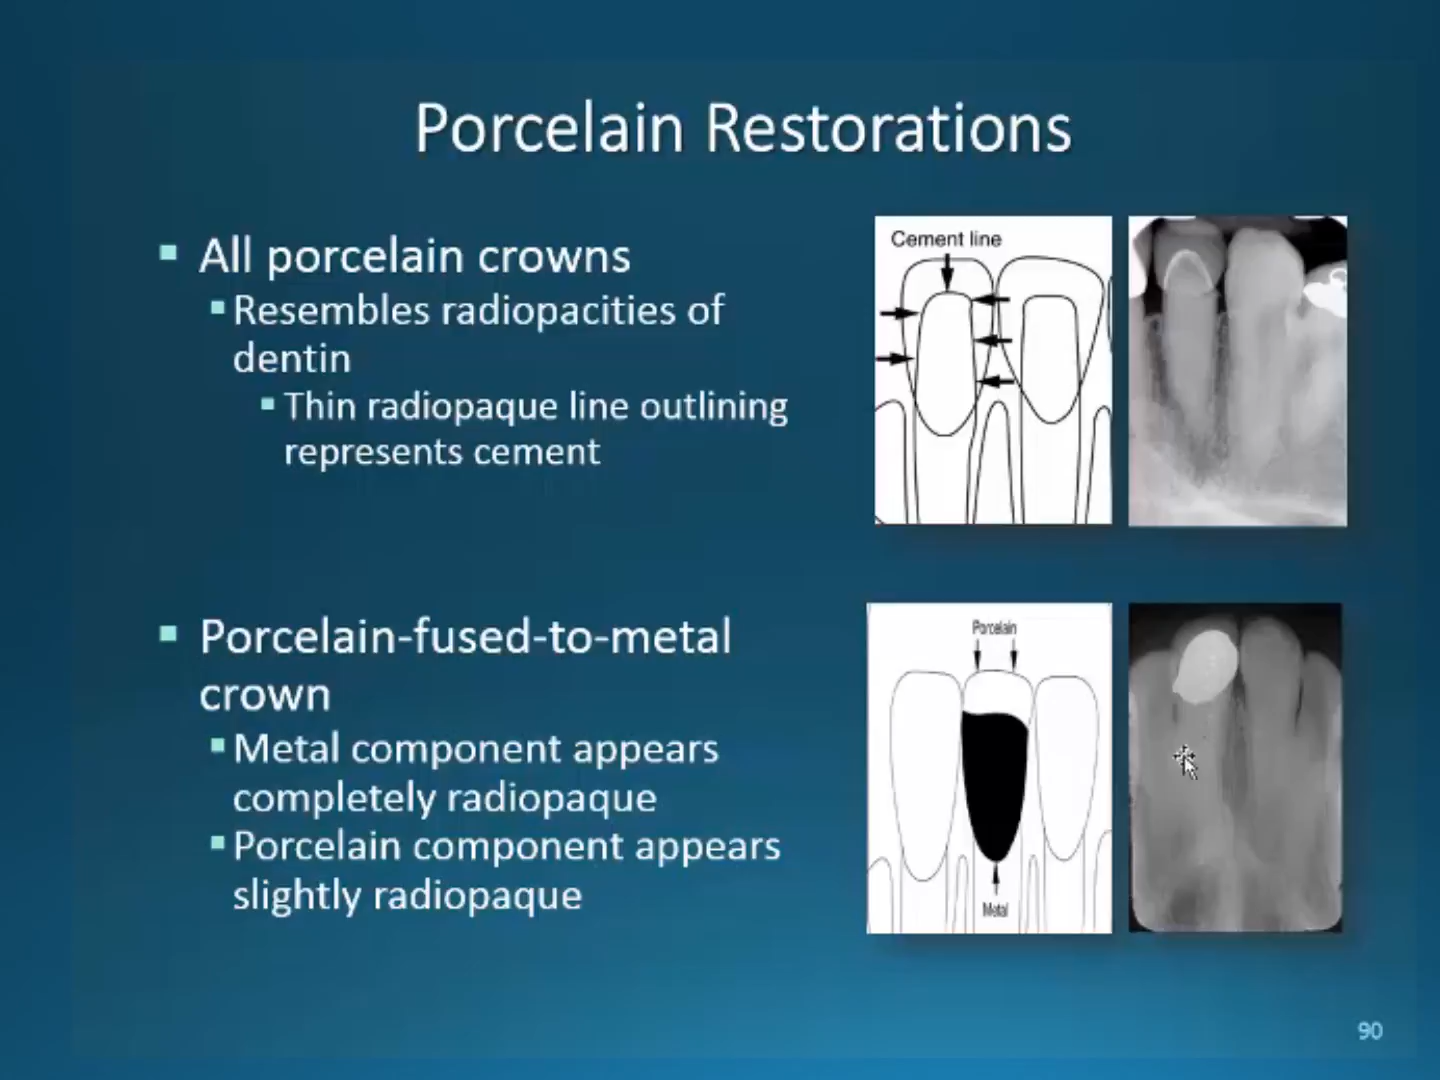 Porcelain Restorations
All porcelain crowns
Resembles radiopacities of
dentin
Thin radiopaque line outlining
represents cement
Cement line
Porcelain-fused-to-metal
crown
Metal component appears
completely radiopaque
Porcelain component appears
slightly radiopaque
Porcelain
Metal
90